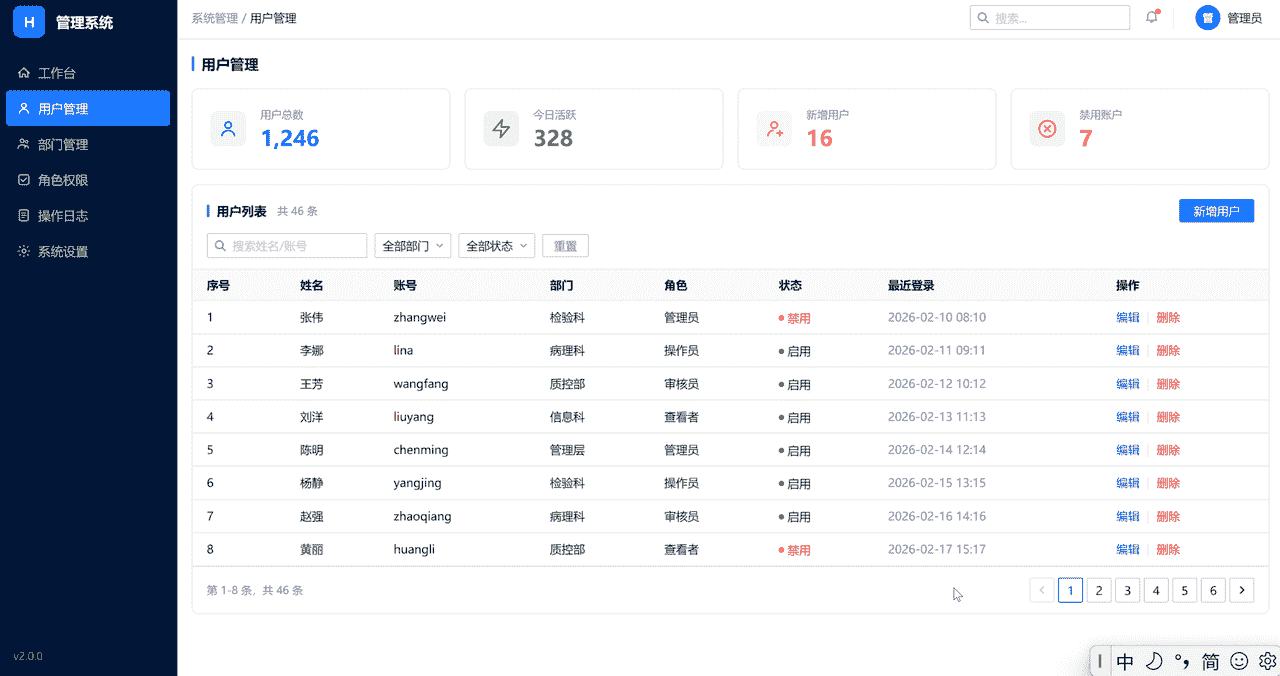 H 管理系统
系统管理 / 用户管理
搜索...
管 管理员
工作台
用户管理
部门管理
角色权限
操作日志
系统设置
v2.0.0
用户管理
用户总数
1,246
今日活跃
328
新增用户
16
禁用账户
7
用户列表 共 46 条
新增用户
搜索姓名/账号 全部部门 全部状态 重置
序号 姓名 账号 部门 角色 状态 最近登录 操作
1 张伟 zhangwei 检验科 管理员 禁用 2026-02-10 08:10 编辑 删除
2 李娜 lina 病理科 操作员 启用 2026-02-11 09:11 编辑 删除
3 王芳 wangfang 质控部 审核员 启用 2026-02-12 10:12 编辑 删除
4 刘洋 liuyang 信息科 查看者 启用 2026-02-13 11:13 编辑 删除
5 陈明 chenming 管理层 管理员 启用 2026-02-14 12:14 编辑 删除
6 杨静 yangjing 检验科 操作员 启用 2026-02-15 13:15 编辑 删除
7 赵强 zhaoqiang 病理科 审核员 启用 2026-02-16 14:16 编辑 删除
8 黄丽 huangli 质控部 查看者 禁用 2026-02-17 15:17 编辑 删除
第 1-8 条，共 46 条
< 1 2 3 4 5 6 >
中 °, 简